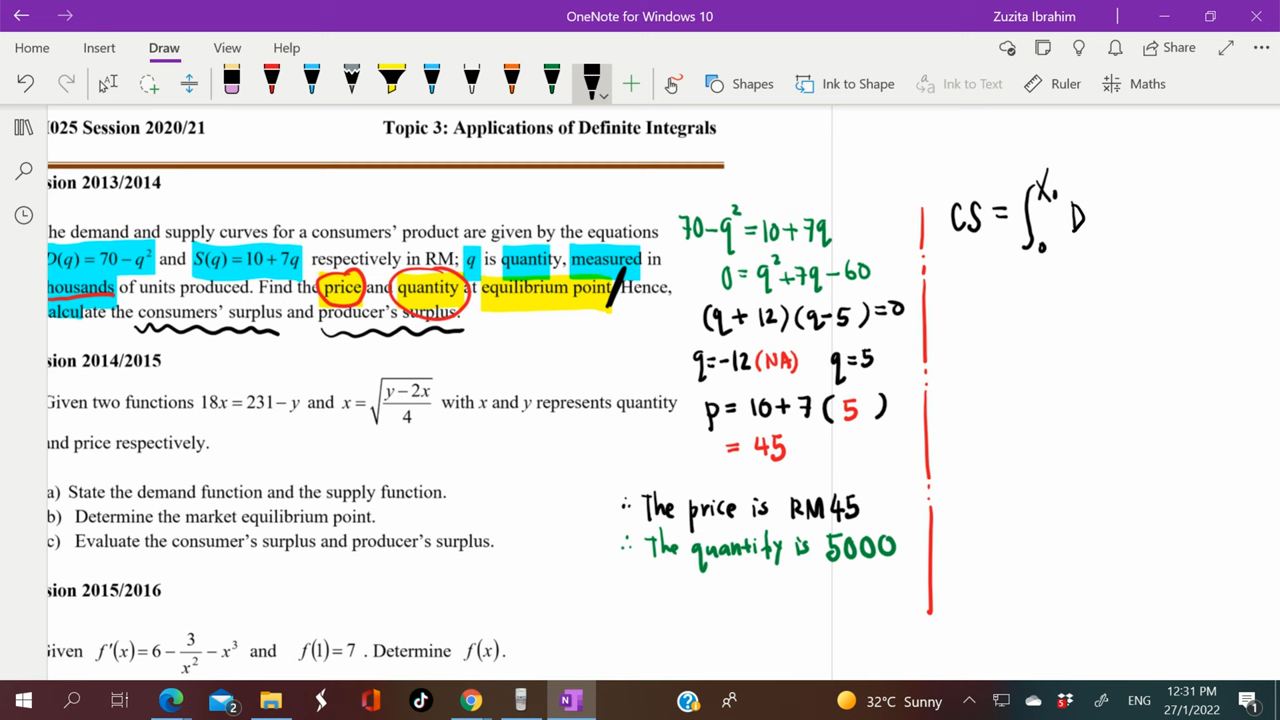 OneNote for Windows 10
Zuzita Ibrahim
Home Insert Draw View Help
Share
Shapes Ink to Shape Ink to Text Ruler Maths
1025 Session 2020/21 Topic 3: Applications of Definite Integrals
sion 2013/2014
he demand and supply curves for a consumers' product are given by the equations
D(q) = 70 − q² and S(q) = 10 + 7q respectively in RM; q is quantity, measured in
housands of units produced. Find the price and quantity at equilibrium point. Hence,
alculate the consumers' surplus and producer's surplus.
sion 2014/2015
Given two functions 18x = 231 − y and x = √((y − 2x)/4) with x and y represents quantity
and price respectively.
a) State the demand function and the supply function.
b) Determine the market equilibrium point.
c) Evaluate the consumer's surplus and producer's surplus.
sion 2015/2016
Given f'(x) = 6 − 3/x² − x³ and f(1) = 7 . Determine f(x).
70 − q² = 10 + 7q
0 = q² + 7q − 60
(q + 12)(q − 5) = 0
q = −12 (NA) q = 5
p = 10 + 7(5)
= 45
∴ The price is RM45
∴ The quantity is 5000
CS = ∫₀^X₀ D
2
5
32°C Sunny
ENG
12:31 PM
27/1/2022
1